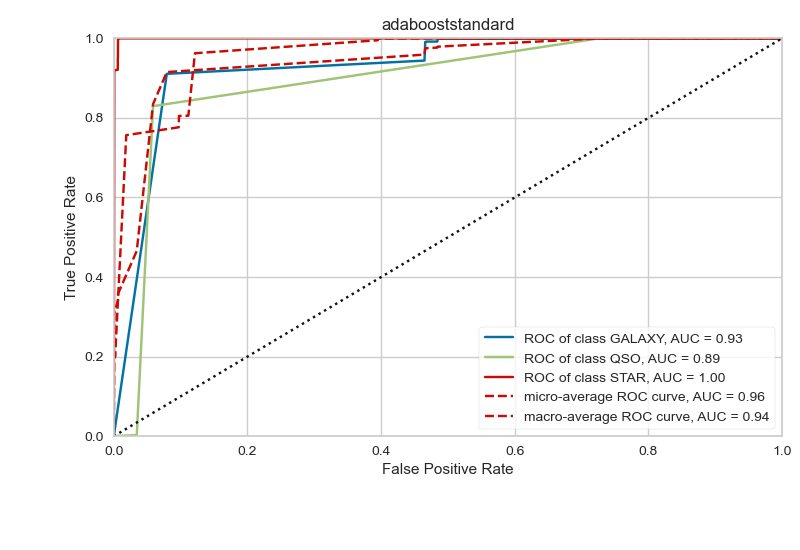 adabooststandard
1.0
0.8
0.6
0.4
0.2
0.0
True Positive Rate
ROC of class GALAXY, AUC = 0.93
ROC of class QSO, AUC = 0.89
ROC of class STAR, AUC = 1.00
micro-average ROC curve, AUC = 0.96
macro-average ROC curve, AUC = 0.94
0.0 0.2 0.4 0.6 0.8 1.0
False Positive Rate